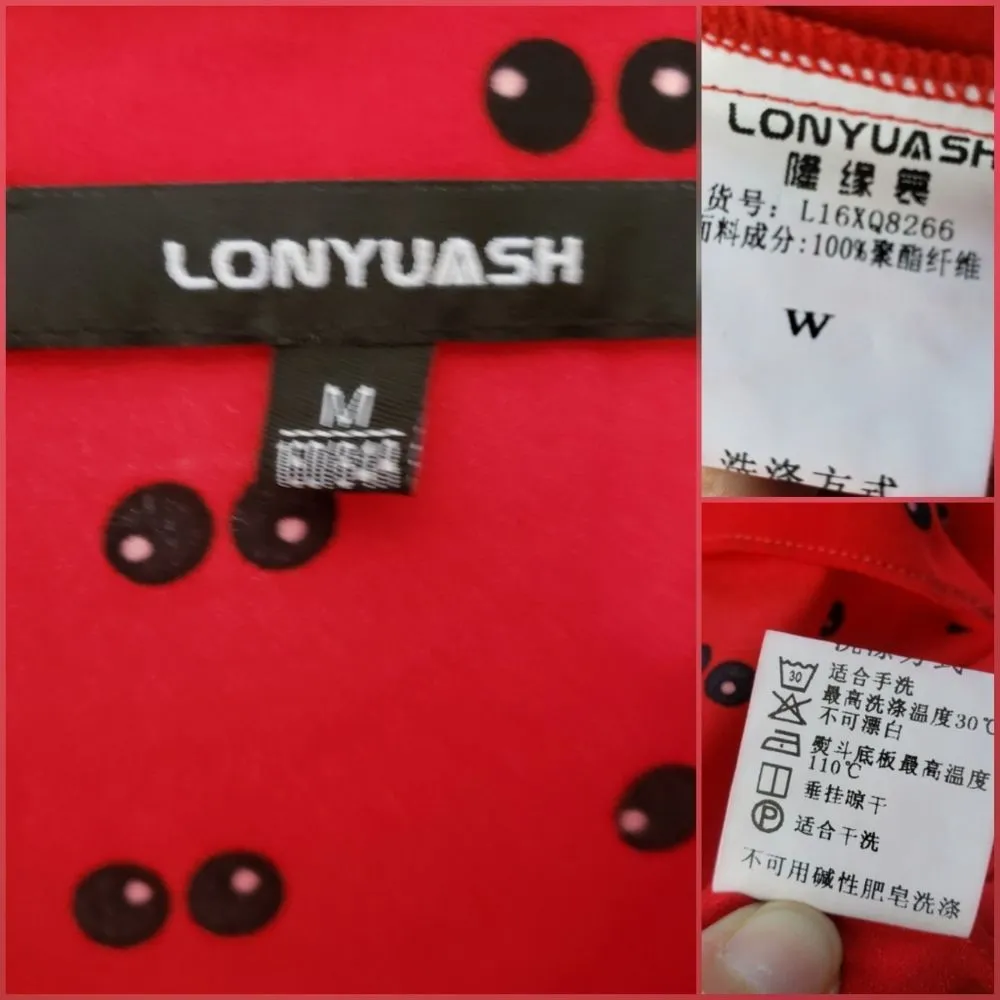 LONYUASH
M
LONYUASH
隆缘裳
货号: L16XQ8266
面料成分:100%聚酯纤维
W
洗涤方式
洗涤方式
30
适合手洗
最高洗涤温度30℃
不可漂白
熨斗底板最高温度
110℃
垂挂晾干
P
适合干洗
不可用碱性肥皂洗涤